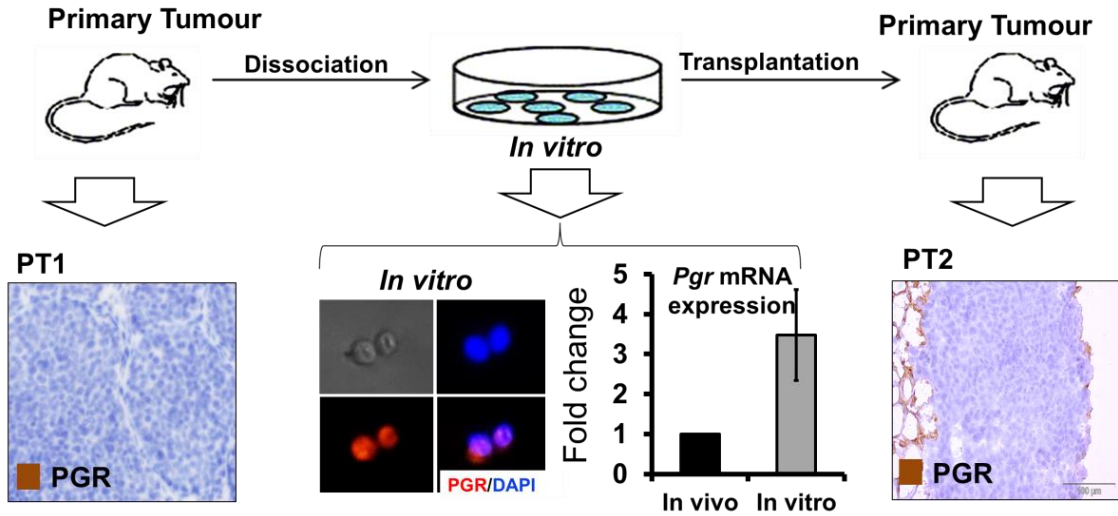 Primary Tumour
Dissociation
In vitro
Transplantation
Primary Tumour
PT1
PGR
In vitro
PGR/DAPI
Pgr mRNA
expression
Fold change
5
4
3
2
1
0
In vivo
In vitro
PT2
PGR